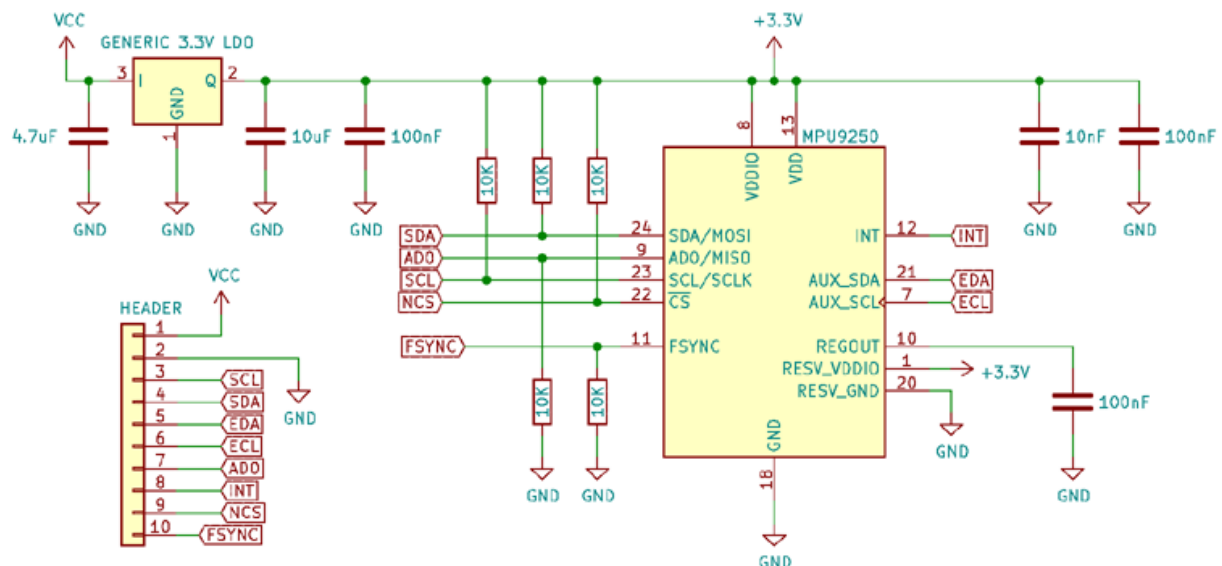 VCC
GENERIC 3.3V LDO
3 I Q 2
GND
1
4.7uF
10uF
100nF
GND
GND
GND
GND
+3.3V
8
13
MPU9250
VDDIO
VDD
10nF
100nF
GND
GND
10K
10K
10K
SDA 24 SDA/MOSI
AD0 9 AD0/MISO
SCL 23 SCL/SCLK
NCS 22 CS
FSYNC 11 FSYNC
INT 12 INT
AUX_SDA 21 EDA
AUX_SCL 7 ECL
REGOUT 10
RESV_VDDIO 1 +3.3V
RESV_GND 20
GND
100nF
GND
10K
10K
GND
GND
GND
18
GND
VCC
HEADER
1
2
GND
3 SCL
4 SDA
5 EDA
6 ECL
7 AD0
8 INT
9 NCS
10 FSYNC